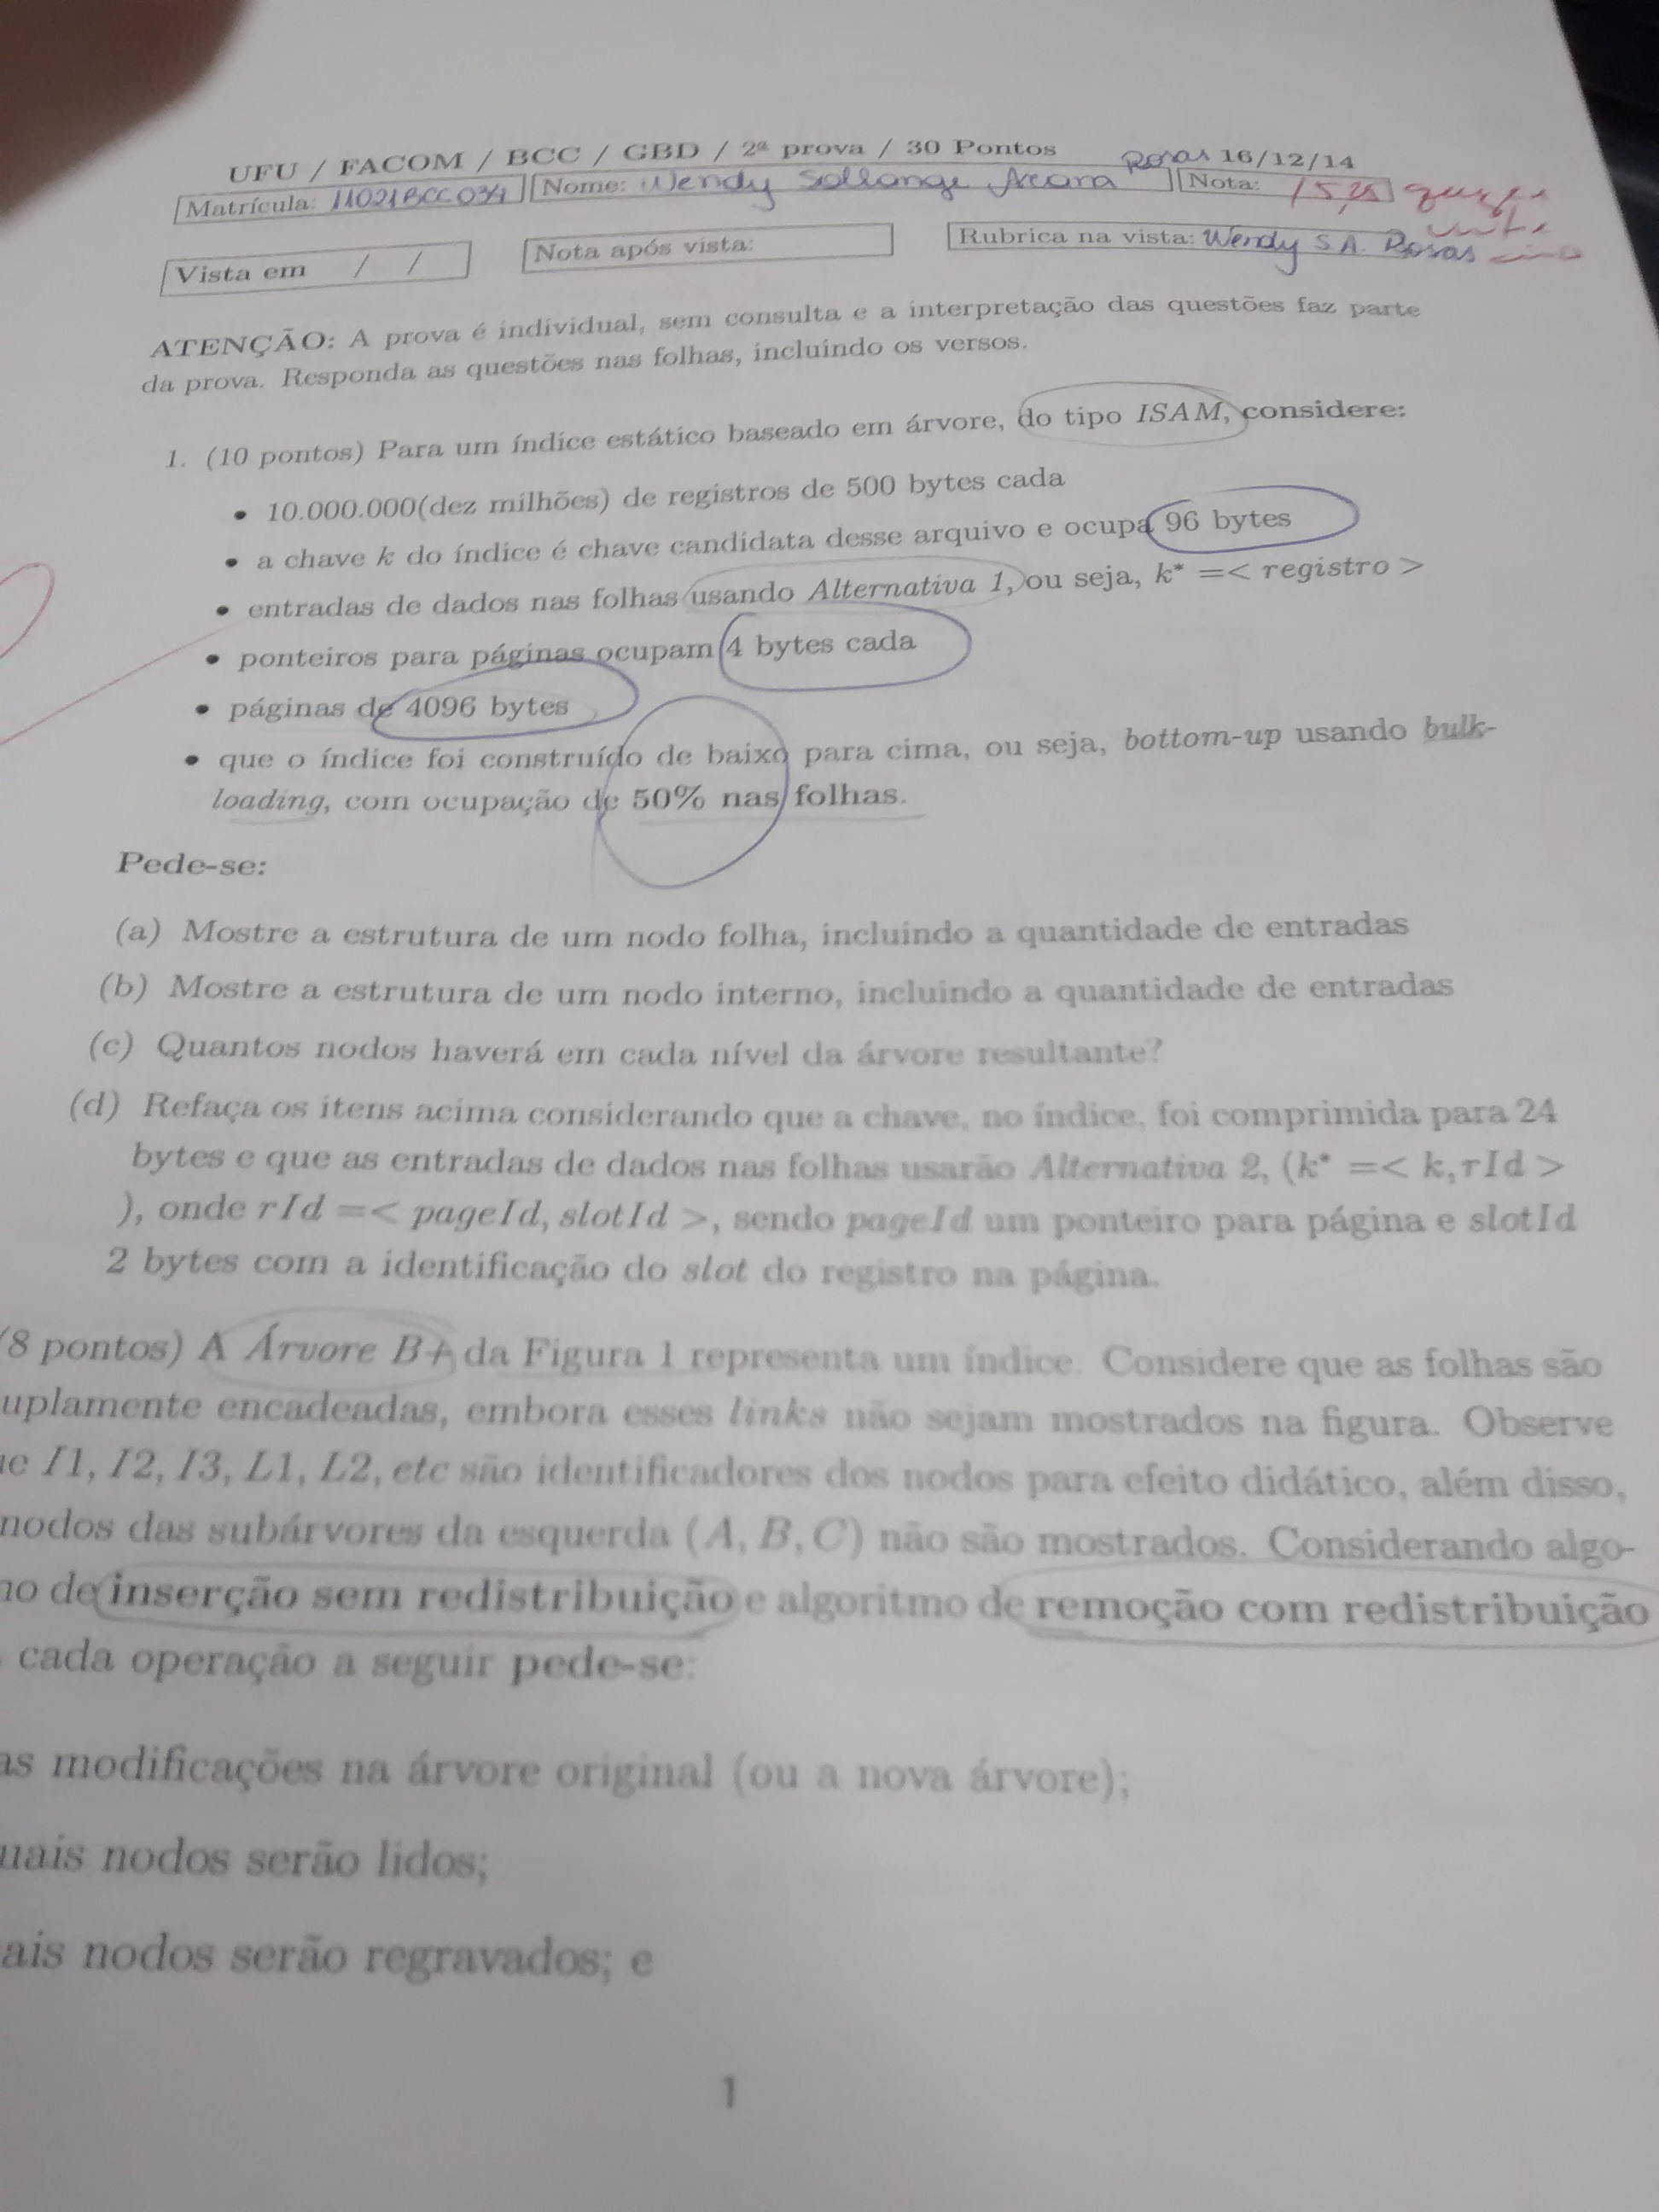 UFU / FACOM / BCC / GBD / 2ª prova / 30 Pontos Rosas 16/12/14
Matrícula: 11021BCC034 Nome: Wendy Sollange Acarra Nota: 15,25
Vista em / / Nota após vista: Rubrica na vista: Wendy S.A. Rosas
ATENÇÃO: A prova é individual, sem consulta e a interpretação das questões faz parte
da prova. Responda as questões nas folhas, incluindo os versos.
1. (10 pontos) Para um índice estático baseado em árvore, do tipo ISAM, considere:
• 10.000.000(dez milhões) de registros de 500 bytes cada
• a chave k do índice é chave candidata desse arquivo e ocupa 96 bytes
• entradas de dados nas folhas usando Alternativa 1, ou seja, k* =< registro >
• ponteiros para páginas ocupam 4 bytes cada
• páginas de 4096 bytes
• que o índice foi construído de baixo para cima, ou seja, bottom-up usando bulk-
loading, com ocupação de 50% nas folhas.
Pede-se:
(a) Mostre a estrutura de um nodo folha, incluindo a quantidade de entradas
(b) Mostre a estrutura de um nodo interno, incluindo a quantidade de entradas
(c) Quantos nodos haverá em cada nível da árvore resultante?
(d) Refaça os itens acima considerando que a chave, no índice, foi comprimida para 24
bytes e que as entradas de dados nas folhas usarão Alternativa 2, (k* =< k, rId >
), onde rId =< pageId, slotId >, sendo pageId um ponteiro para página e slotId
2 bytes com a identificação do slot do registro na página.
(8 pontos) A Árvore B+ da Figura 1 representa um índice. Considere que as folhas são
uplamente encadeadas, embora esses links não sejam mostrados na figura. Observe
ue I1, I2, I3, L1, L2, etc são identificadores dos nodos para efeito didático, além disso,
nodos das subárvores da esquerda (A, B, C) não são mostrados. Considerando algo-
mo de inserção sem redistribuição e algoritmo de remoção com redistribuição
cada operação a seguir pede-se:
as modificações na árvore original (ou a nova árvore);
uais nodos serão lidos;
ais nodos serão regravados; e
1